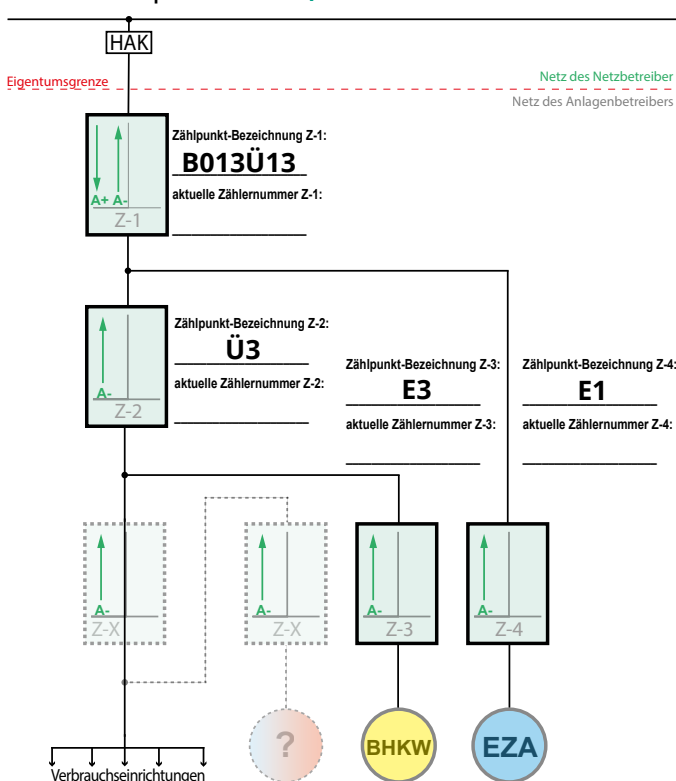 HAK
Eigentumsgrenze
Netz des Netzbetreiber
Netz des Anlagenbetreibers
Zählpunkt-Bezeichnung Z-1:
B013Ü13
aktuelle Zählernummer Z-1:
A+ A-
Z-1
Zählpunkt-Bezeichnung Z-2:
Ü3
aktuelle Zählernummer Z-2:
A-
Z-2
Zählpunkt-Bezeichnung Z-3:
E3
aktuelle Zählernummer Z-3:
Zählpunkt-Bezeichnung Z-4:
E1
aktuelle Zählernummer Z-4:
A-
Z-X
A-
Z-X
A-
Z-3
A-
Z-4
?
BHKW
EZA
Verbrauchseinrichtungen